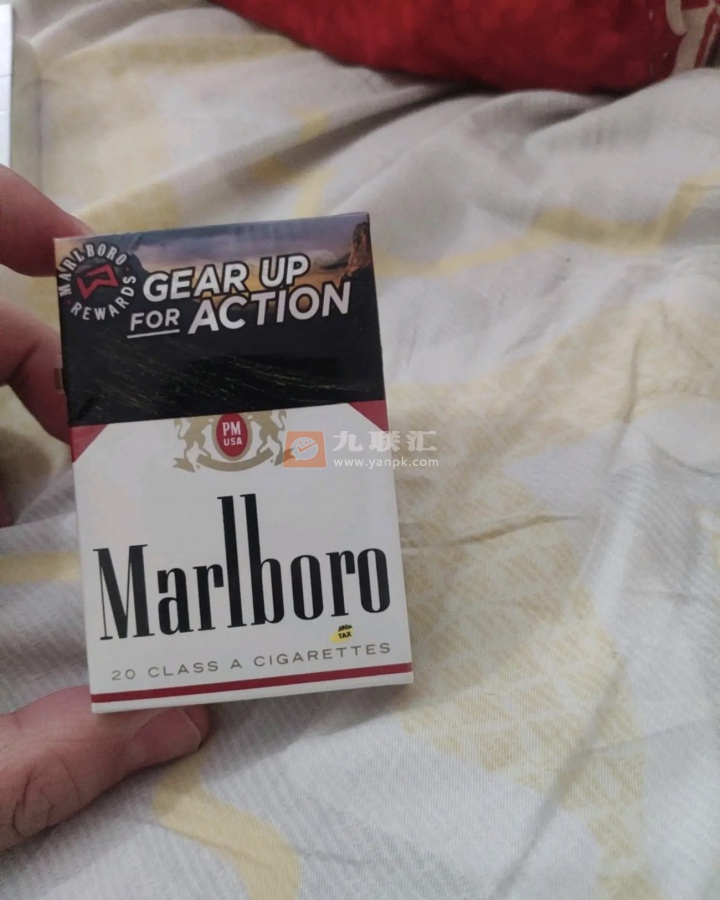 MARLBORO
REWARDS
GEAR UP
FOR ACTION
PM
USA
九联汇
www.yanpk.com
Marlboro
TAX
20 CLASS A CIGARETTES